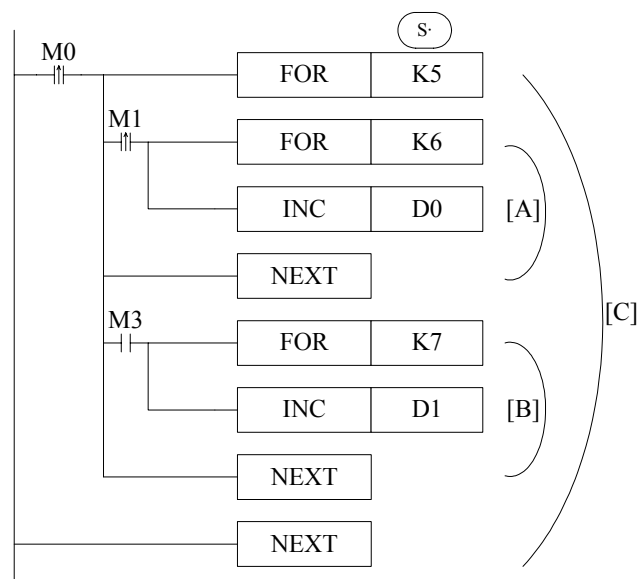 S·
M0
FOR K5
M1
FOR K6
INC D0 [A]
NEXT
M3
[C]
FOR K7
INC D1 [B]
NEXT
NEXT